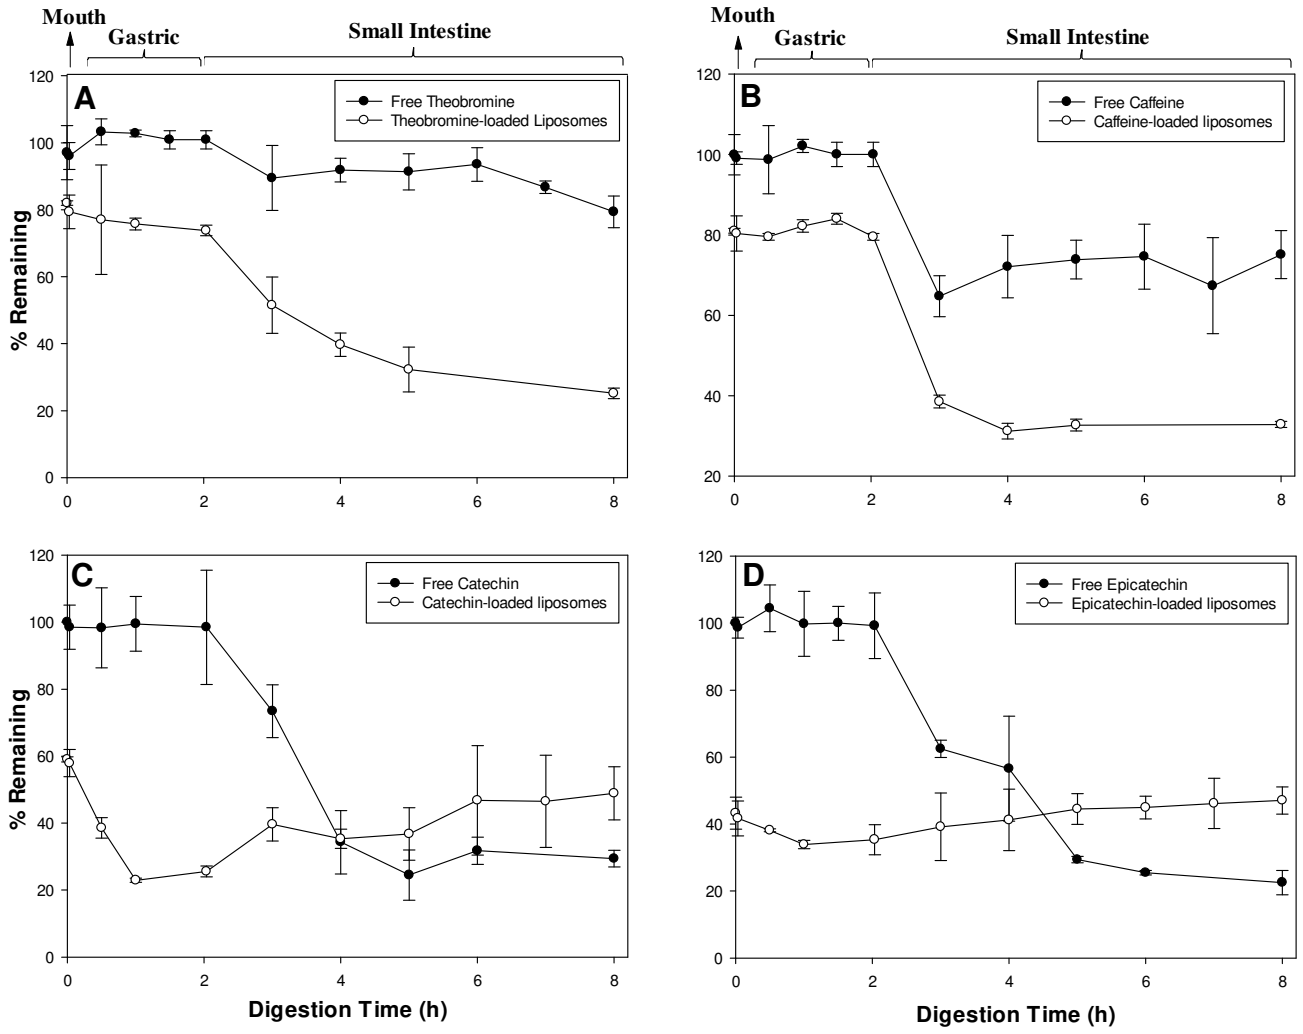 Mouth
Gastric
Small Intestine
A
Free Theobromine
Theobromine-loaded Liposomes
% Remaining
120
100
80
60
40
20
0
0 2 4 6 8
Mouth
Gastric
Small Intestine
B
Free Caffeine
Caffeine-loaded liposomes
120
100
80
60
40
20
0 2 4 6 8
C
Free Catechin
Catechin-loaded liposomes
% Remaining
120
100
80
60
40
20
0
0 2 4 6 8
Digestion Time (h)
D
Free Epicatechin
Epicatechin-loaded liposomes
120
100
80
60
40
20
0
0 2 4 6 8
Digestion Time (h)